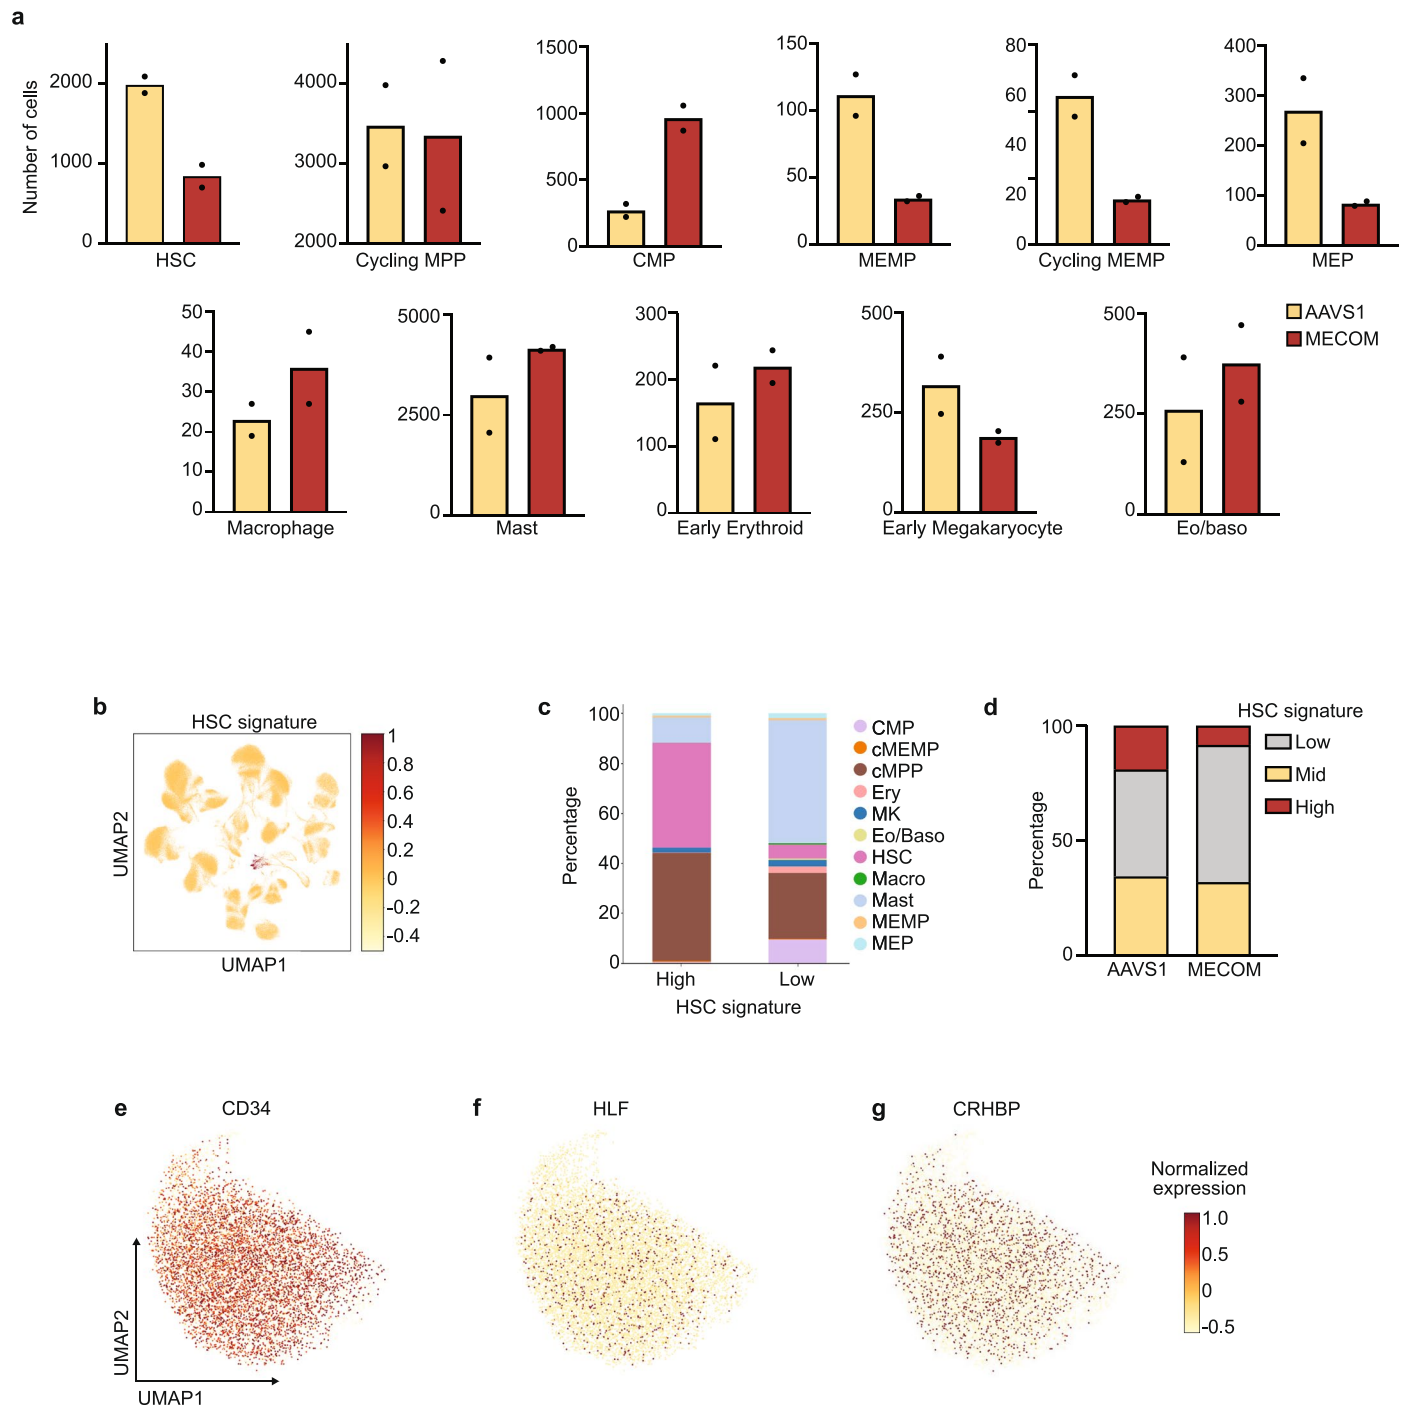 a
Number of cells
2000
1000
0
HSC
4000
3000
2000
Cycling MPP
1500
1000
500
0
CMP
150
100
50
0
MEMP
80
60
40
20
0
Cycling MEMP
400
300
200
100
0
MEP
50
40
30
20
10
0
Macrophage
5000
2500
0
Mast
300
200
100
0
Early Erythroid
500
250
0
Early Megakaryocyte
500
250
0
Eo/baso
AAVS1
MECOM
b
HSC signature
UMAP2
UMAP1
1
0.8
0.6
0.4
0.2
0
-0.2
-0.4
c
Percentage
100
80
60
40
20
0
High
Low
HSC signature
CMP
cMEMP
cMPP
Ery
MK
Eo/Baso
HSC
Macro
Mast
MEMP
MEP
d
Percentage
100
50
0
AAVS1
MECOM
HSC signature
Low
Mid
High
e
CD34
UMAP2
UMAP1
f
HLF
g
CRHBP
Normalized
expression
1.0
0.5
0
-0.5